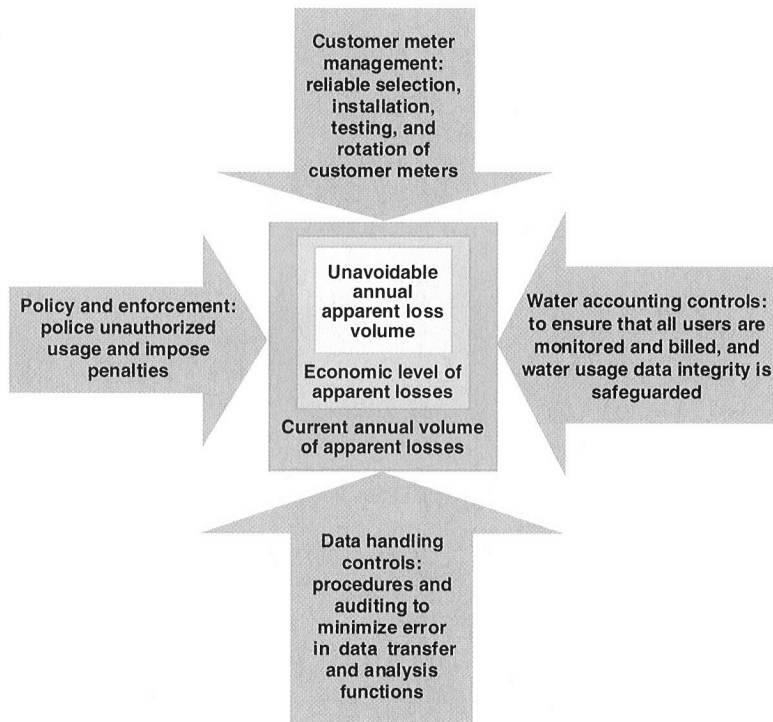 Customer meter
management:
reliable selection,
installation,
testing, and
rotation of
customer meters
Policy and enforcement:
police unauthorized
usage and impose
penalties
Unavoidable
annual
apparent loss
volume
Economic level of
apparent losses
Current annual volume
of apparent losses
Water accounting controls:
to ensure that all users are
monitored and billed, and
water usage data integrity is
safeguarded
Data handling
controls:
procedures and
auditing to
minimize error
in data transfer
and analysis
functions